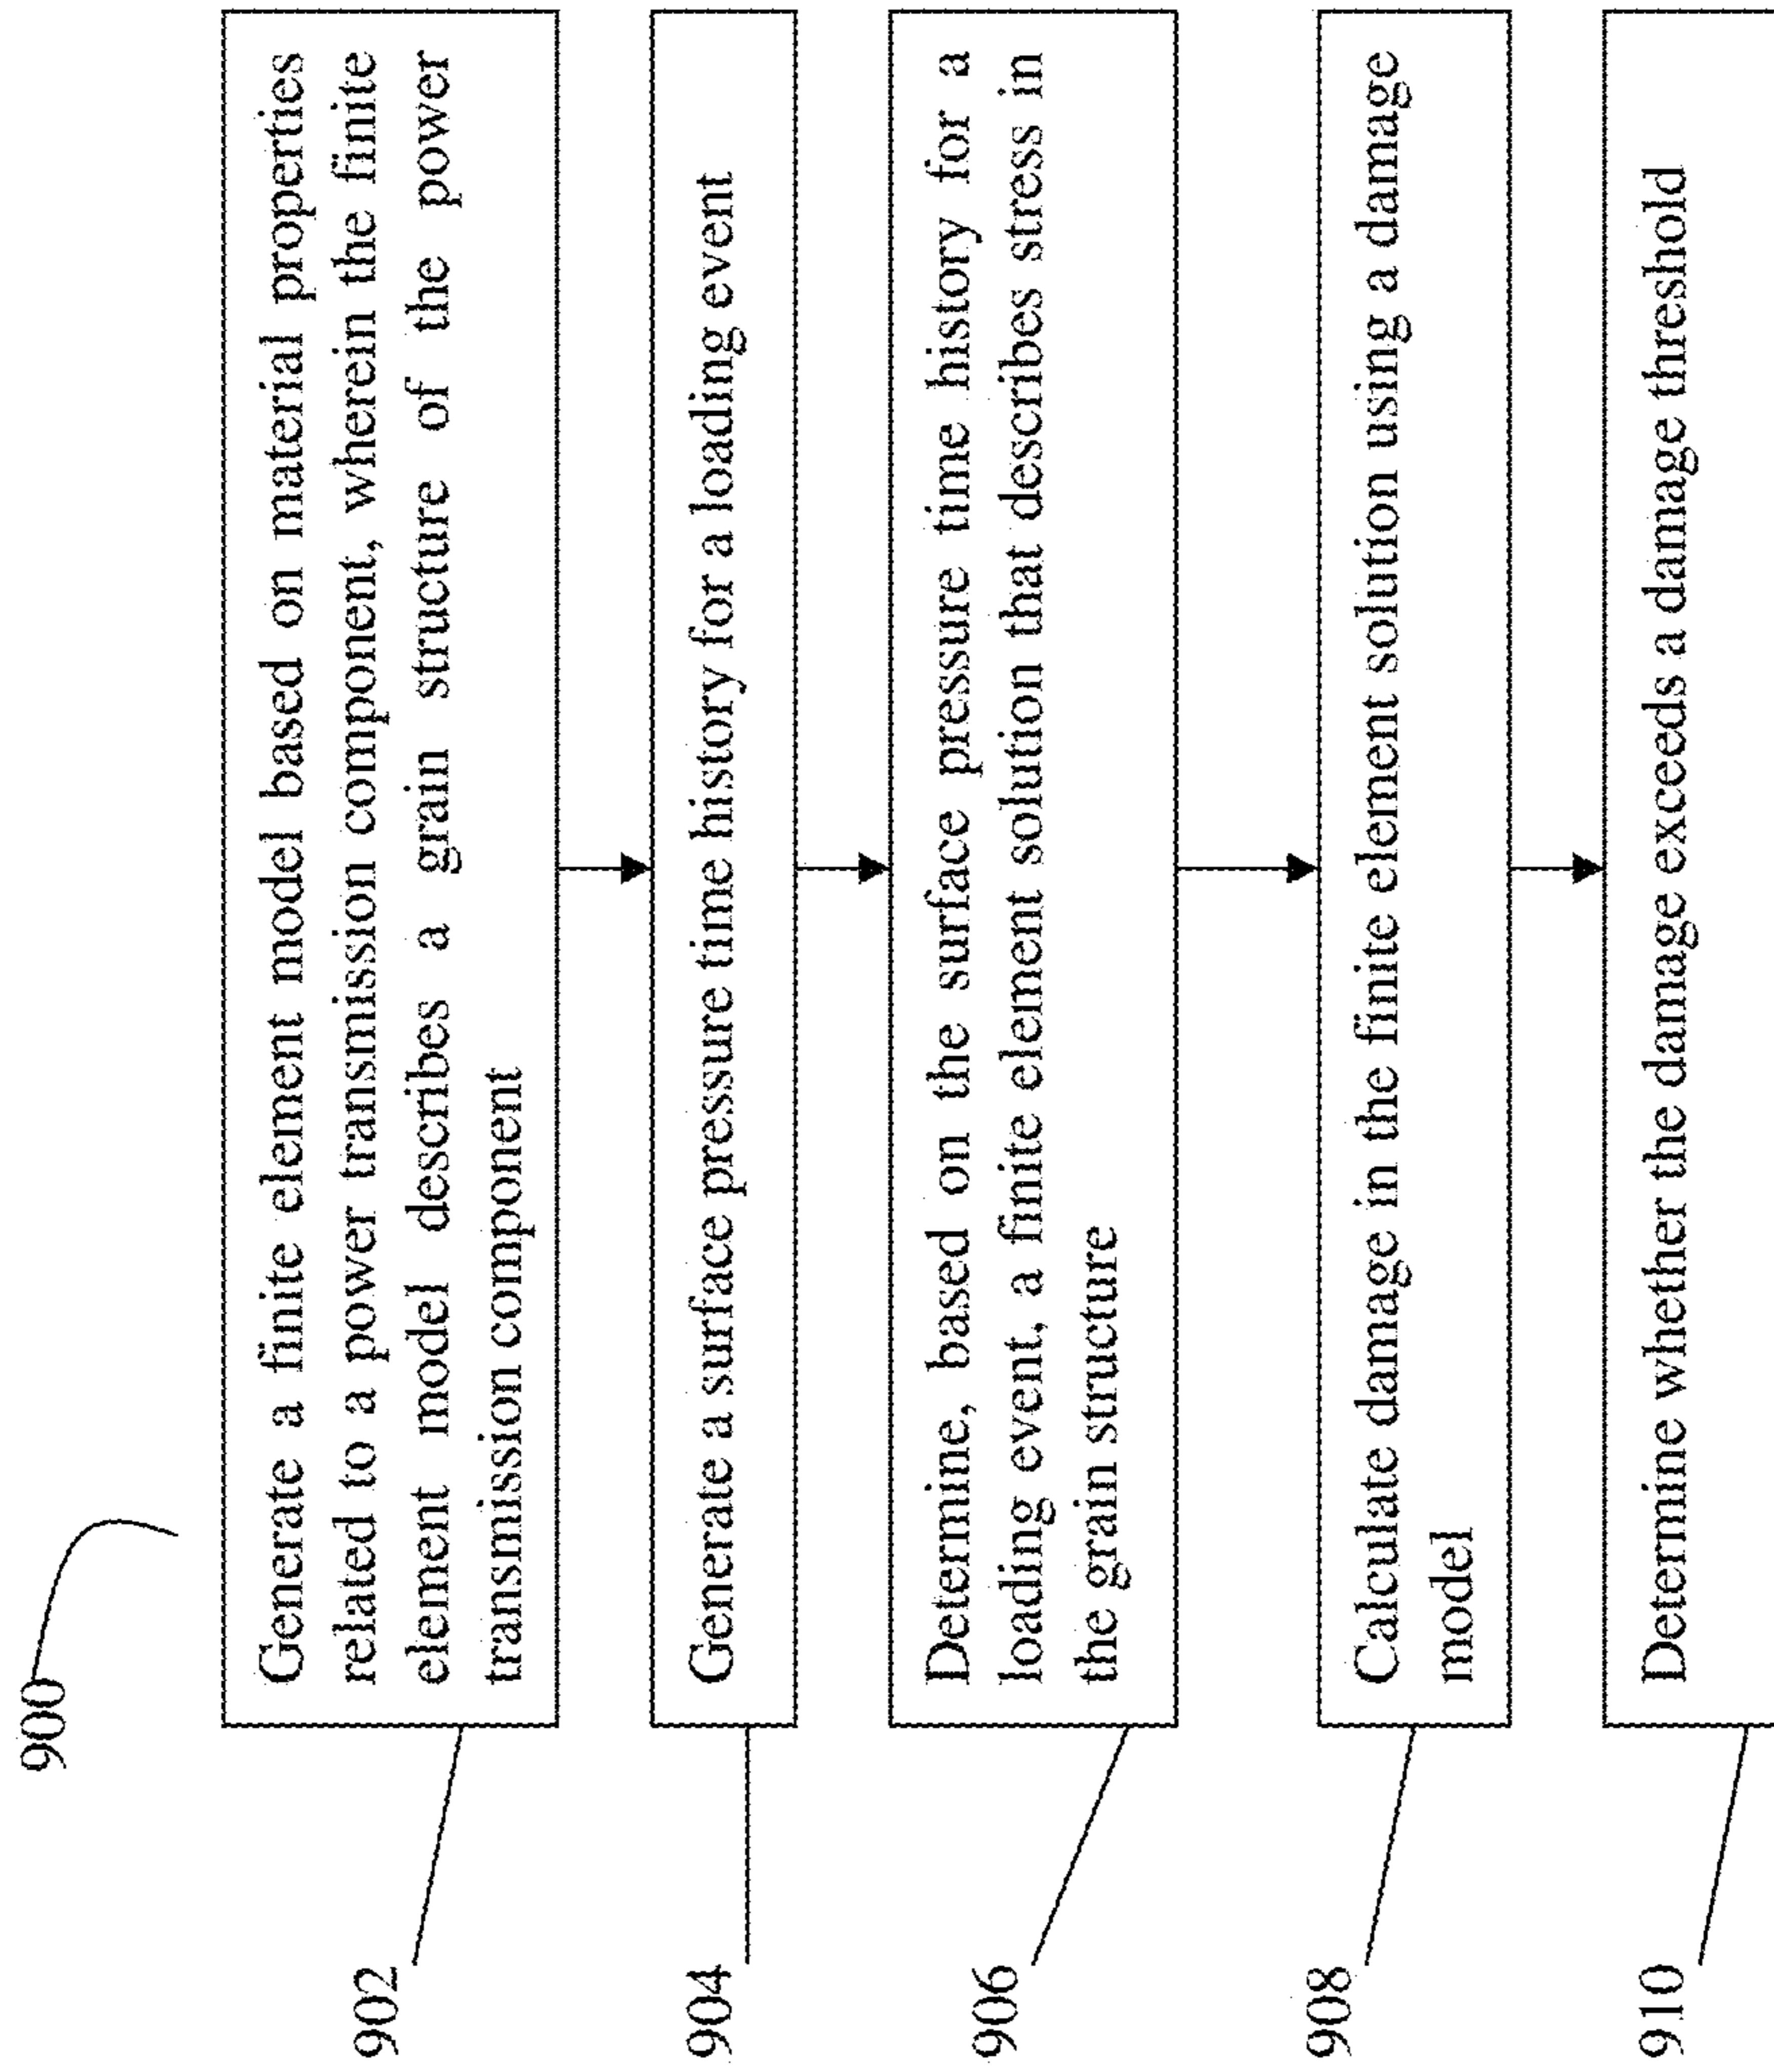 900
902
Generate a finite element model based on material properties
related to a power transmission component, wherein the finite
element model describes a grain structure of the power
transmission component
904
Generate a surface pressure time history for a loading event
906
Determine, based on the surface pressure time history for a
loading event, a finite element solution that describes stress in
the grain structure
908
Calculate damage in the finite element solution using a damage
model
910
Determine whether the damage exceeds a damage threshold